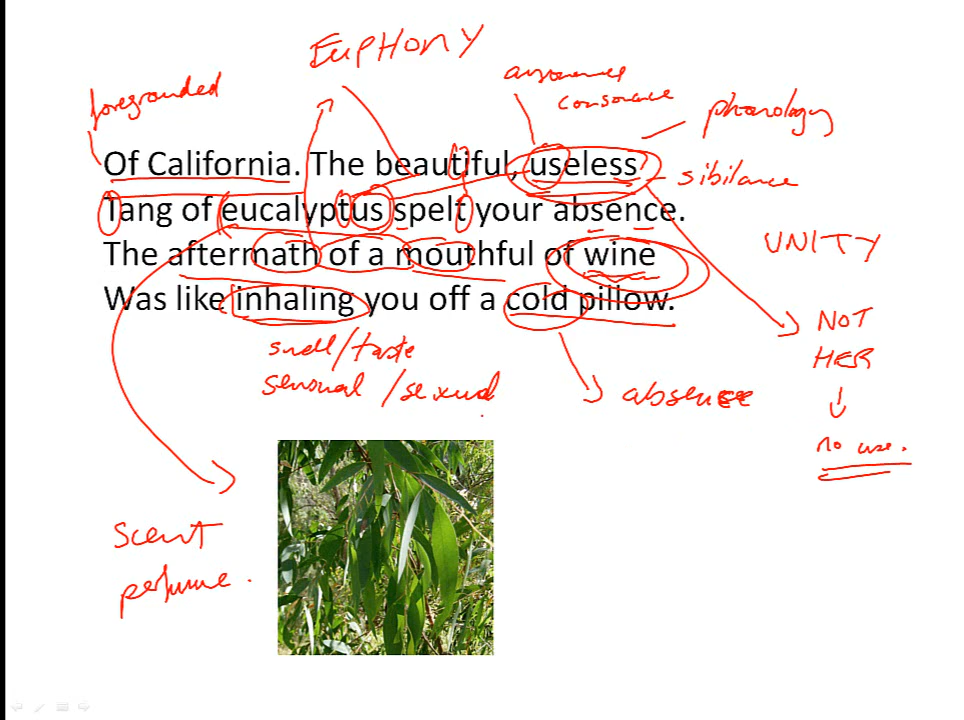 EUPHONY
foregrounded
assonance
consonance
phonology
Of California. The beautiful, useless
sibilance
Tang of eucalyptus spelt your absence.
UNITY
The aftermath of a mouthful of wine
Was like inhaling you off a cold pillow.
NOT
HER
smell/taste
sensual/sexual
absence
no use.
scent
perfume.